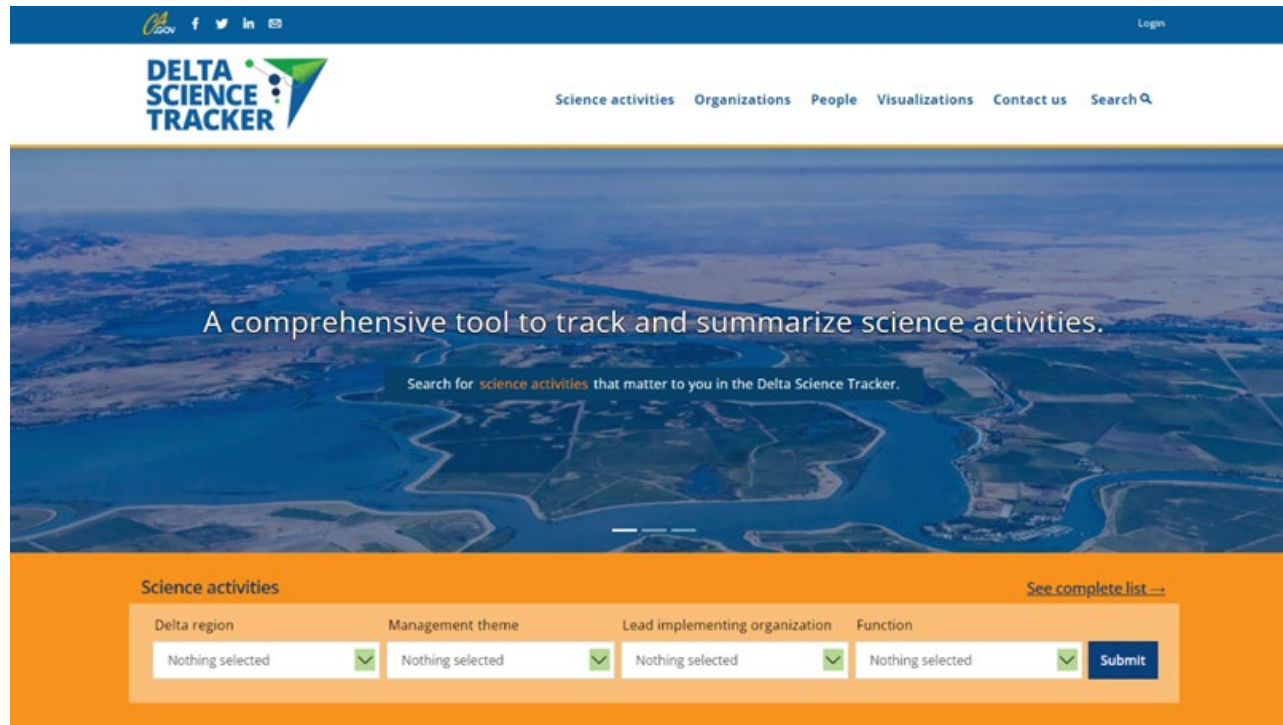 CA.GOV
Login
DELTA
SCIENCE
TRACKER
Science activities Organizations People Visualizations Contact us Search
A comprehensive tool to track and summarize science activities.
Search for science activities that matter to you in the Delta Science Tracker.
Science activities
See complete list →
Delta region Management theme Lead implementing organization Function
Nothing selected Nothing selected Nothing selected Nothing selected Submit